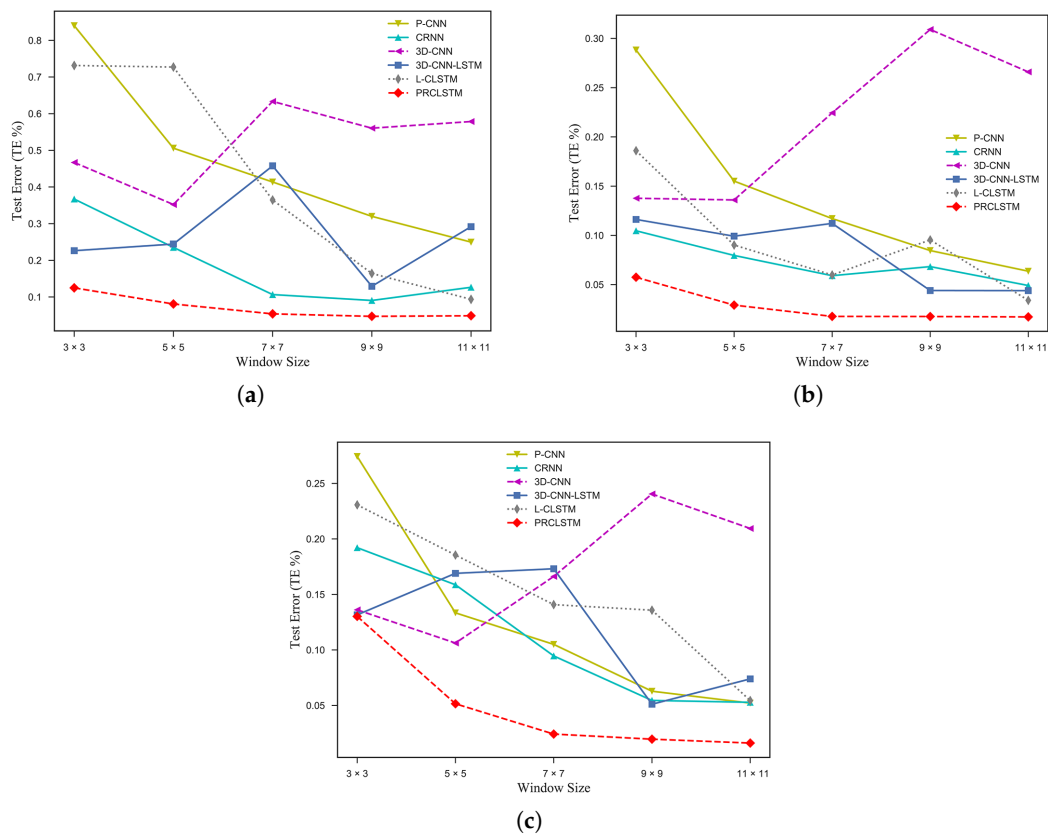 Test Error (TE %)
0.8
0.7
0.6
0.5
0.4
0.3
0.2
0.1
P-CNN
CRNN
3D-CNN
3D-CNN-LSTM
L-CLSTM
PRCLSTM
3 × 3 5 × 5 7 × 7 9 × 9 11 × 11
Window Size
(a)
Test Error (TE %)
0.30
0.25
0.20
0.15
0.10
0.05
P-CNN
CRNN
3D-CNN
3D-CNN-LSTM
L-CLSTM
PRCLSTM
3 × 3 5 × 5 7 × 7 9 × 9 11 × 11
Window Size
(b)
Test Error (TE %)
0.25
0.20
0.15
0.10
0.05
P-CNN
CRNN
3D-CNN
3D-CNN-LSTM
L-CLSTM
PRCLSTM
3 × 3 5 × 5 7 × 7 9 × 9 11 × 11
Window Size
(c)